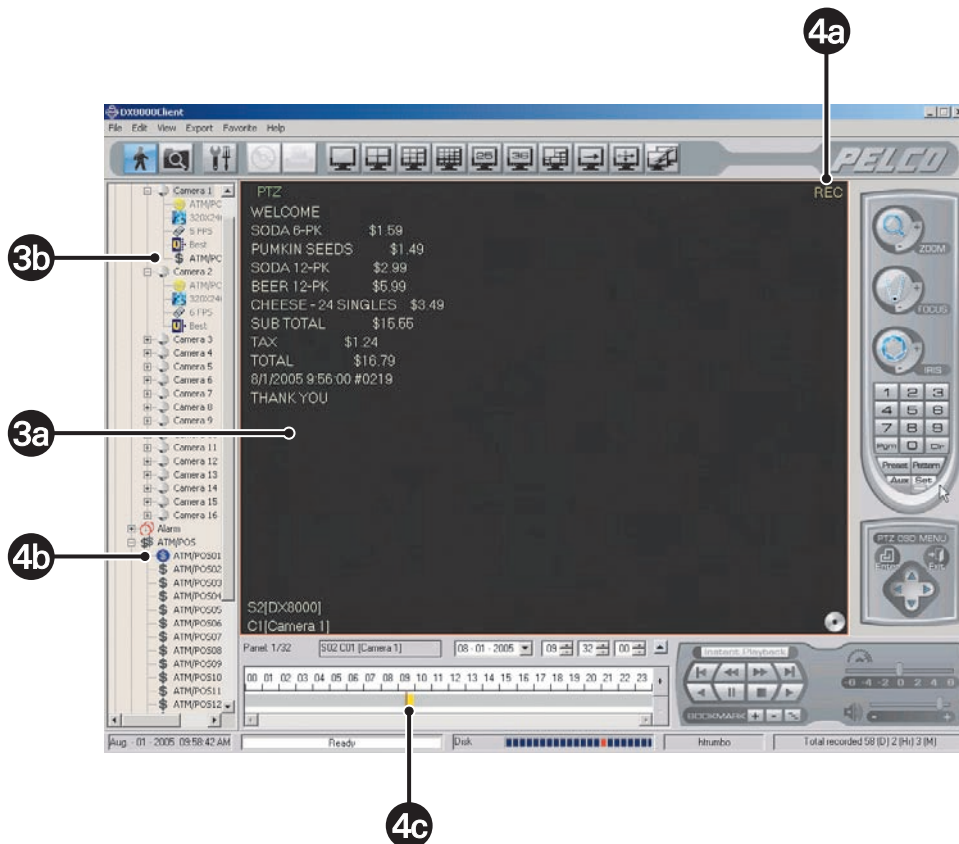 4a
DX8000Client
File Edit View Export Favorite Help
25 36
PELCO
Camera 1
ATM/PC
320X24
5 FPS
Best
3b
ATM/PC
Camera 2
ATM/PC
320X24
6 FPS
Best
Camera 3
Camera 4
Camera 5
Camera 6
Camera 7
Camera 8
Camera 9
3a
Camera 11
Camera 12
Camera 13
Camera 14
Camera 15
Camera 16
Alarm
ATM/POS
4b
ATM/POS01
ATM/POS02
ATM/POS03
ATM/POS04
ATM/POS05
ATM/POS06
ATM/POS07
ATM/POS08
ATM/POS09
ATM/POS10
ATM/POS11
ATM/POS12
PTZ REC
WELCOME
SODA 6-PK $1.59
PUMKIN SEEDS $1.49
SODA 12-PK $2.99
BEER 12-PK $5.99
CHEESE - 24 SINGLES $3.49
SUB TOTAL $15.55
TAX $1.24
TOTAL $16.79
8/1/2005 9:56:00 #0219
THANK YOU
S2[DX8000]
C1[Camera 1]
ZOOM
FOCUS
IRIS
1 2 3
4 5 6
7 8 9
Pgm 0 Clr
Preset Pattern
Aux Set
PTZ OSD MENU
Enter Exit
Panel: 1/32 S02 C01 [Camera 1] 08 - 01 - 2005 09 32 00
00 01 02 03 04 05 06 07 08 09 10 11 12 13 14 15 16 17 18 19 20 21 22 23
Instant Playback
BOOKMARK + -
-6 -4 -2 0 2 4 6
- +
Aug - 01 - 2005 09:58:42 AM Ready Disk htrumbo Total recorded 58 (D) 2 (Hr) 3 (M)
4c